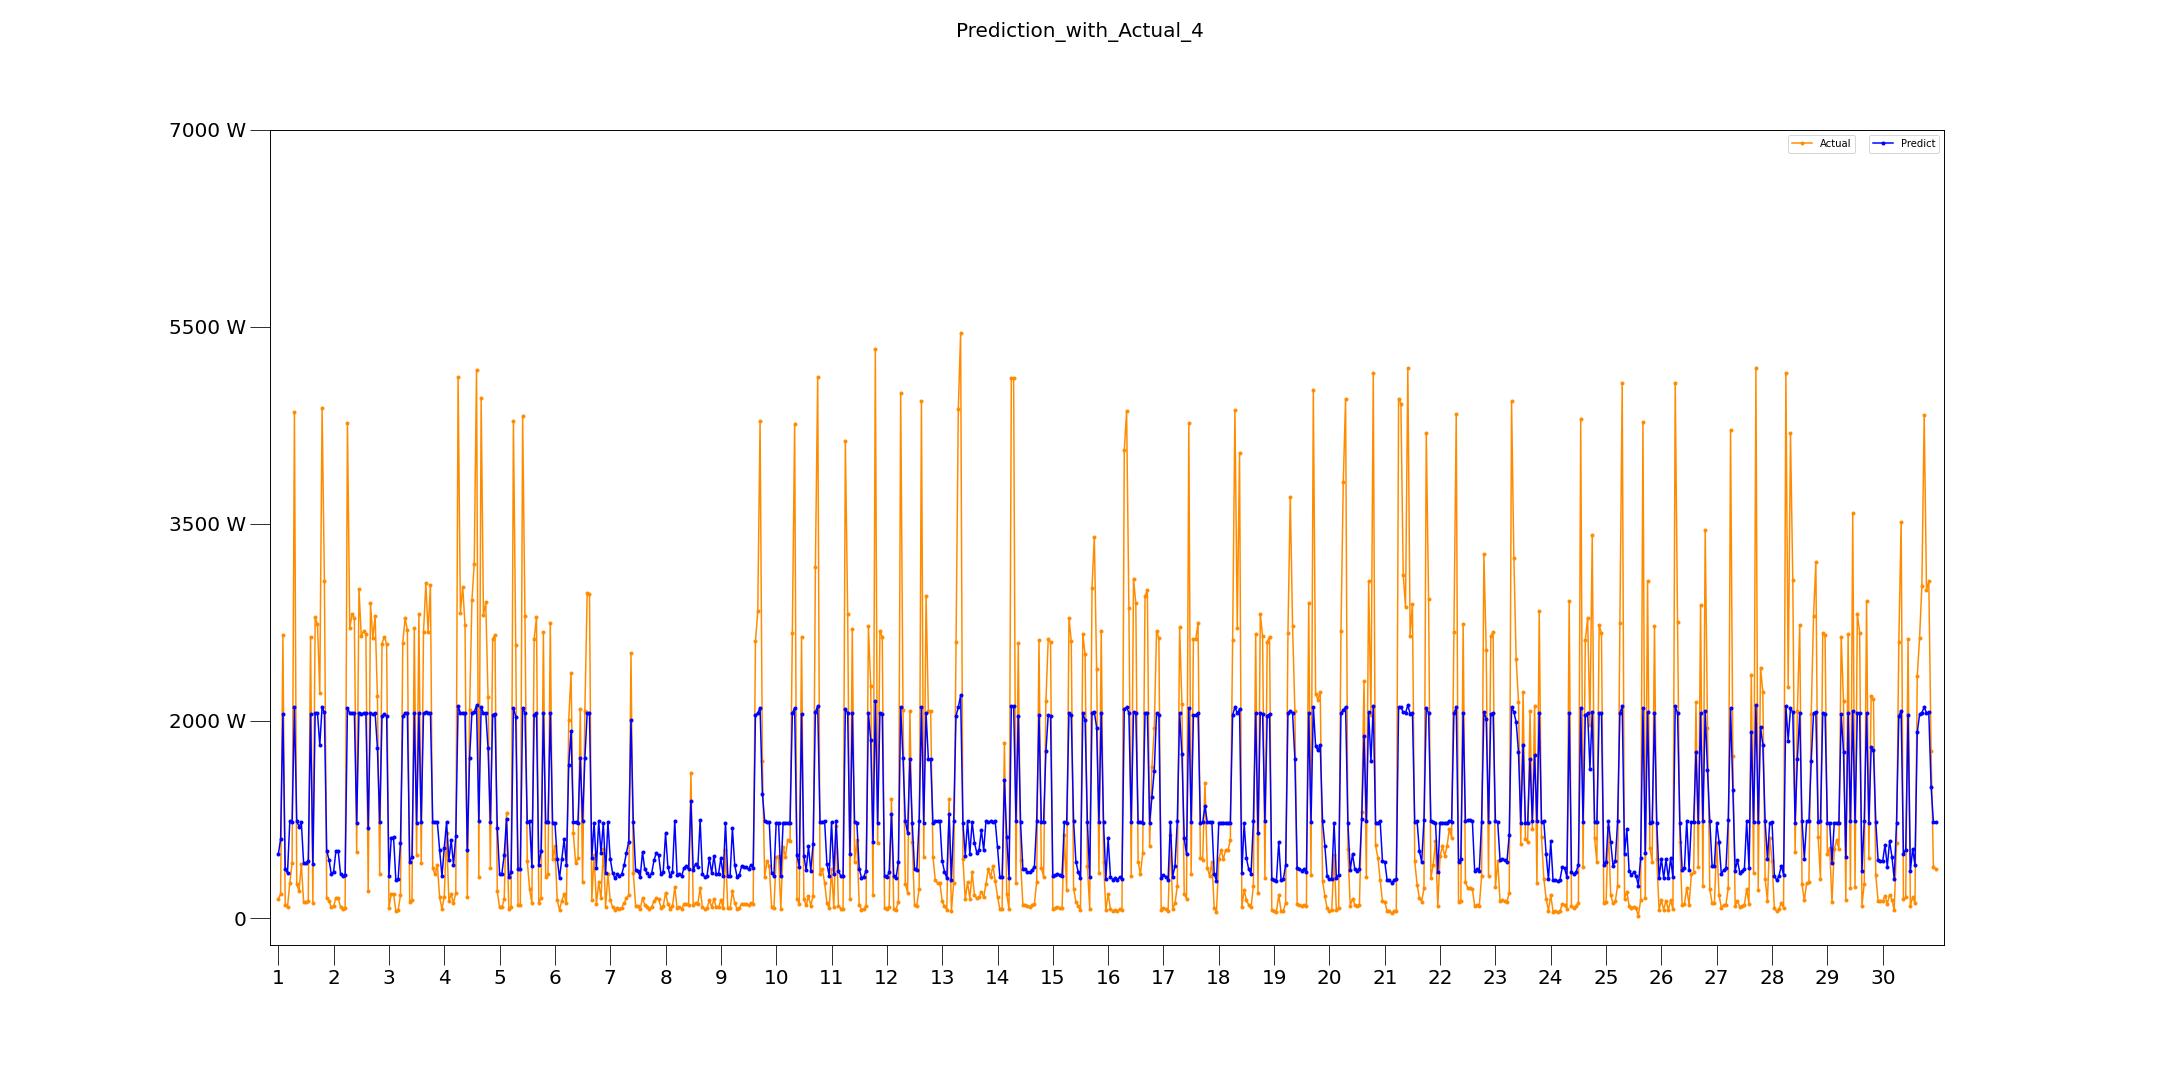 Prediction_with_Actual_4
7000 W
Actual Predict
5500 W
3500 W
2000 W
0
1 2 3 4 5 6 7 8 9 10 11 12 13 14 15 16 17 18 19 20 21 22 23 24 25 26 27 28 29 30